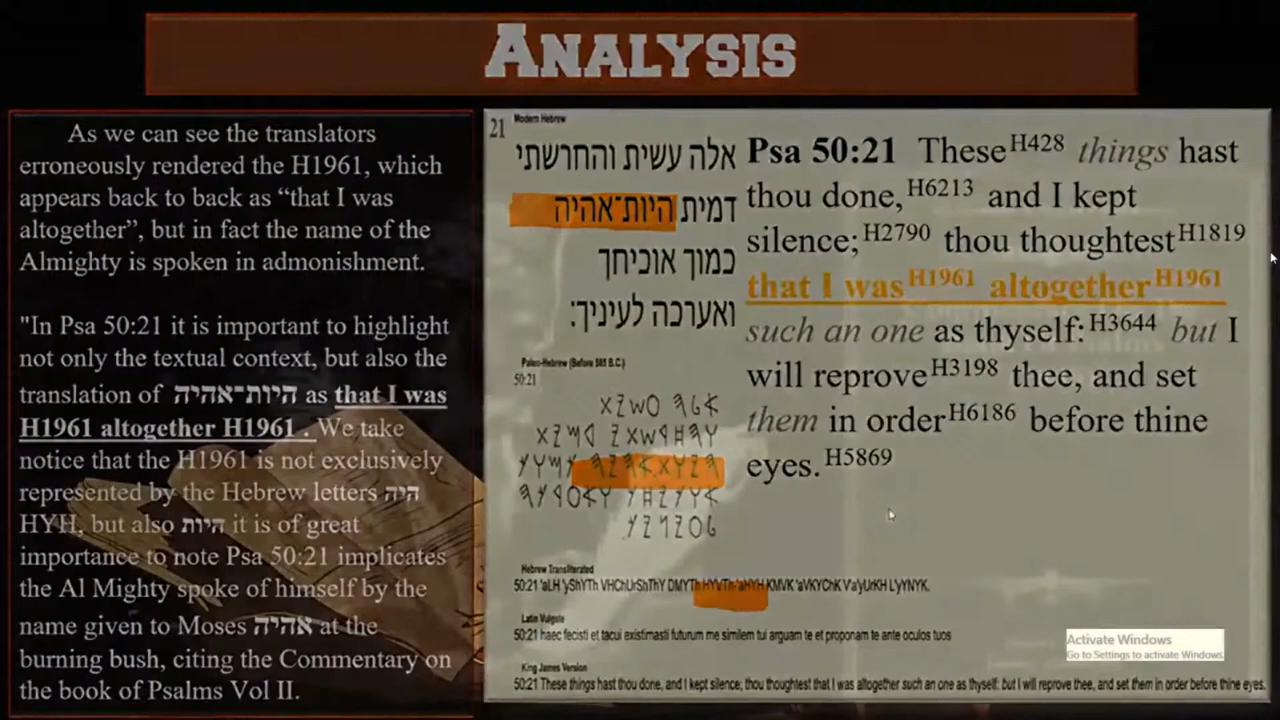 ANALYSIS
As we can see the translators
erroneously rendered the H1961, which
appears back to back as “that I was
altogether”, but in fact the name of the
Almighty is spoken in admonishment.
"In Psa 50:21 it is important to highlight
not only the textual context, but also the
translation of היות־אהיה as that I was
H1961 altogether H1961 . We take
notice that the H1961 is not exclusively
represented by the Hebrew letters היה
HYH, but also היות it is of great
importance to note Psa 50:21 implicates
the Al Mighty spoke of himself by the
name given to Moses אהיה at the
burning bush, citing the Commentary on
the book of Psalms Vol II.
21
Modern Hebrew
אלה עשית והחרשתי
דמית היות־אהיה
כמוך אוכיחך
ואערכה לעיניך׃
Paleo-Hebrew (Before 585 B.C.)
50:21
Hebrew Transliterated
50:21 'aLH 'yShYTh VHChUrShThY DMYTh HYVTh-'aHYH KMVK 'aVKYChK V'ayUrKH L'yYNYK.
Latin Vulgate
50:21 haec fecisti et tacui existimasti futurum me similem tui arguam te et proponam te ante oculos tuos
King James Version
50:21 These things hast thou done, and I kept silence; thou thoughtest that I was altogether such an one as thyself: but I will reprove thee, and set them in order before thine eyes.
Psa 50:21 These H428 things hast
thou done, H6213 and I kept
silence; H2790 thou thoughtest H1819
that I was H1961 altogether H1961
such an one as thyself: H3644 but I
will reprove H3198 thee, and set
them in order H6186 before thine
eyes. H5869
Activate Windows
Go to Settings to activate Windows.